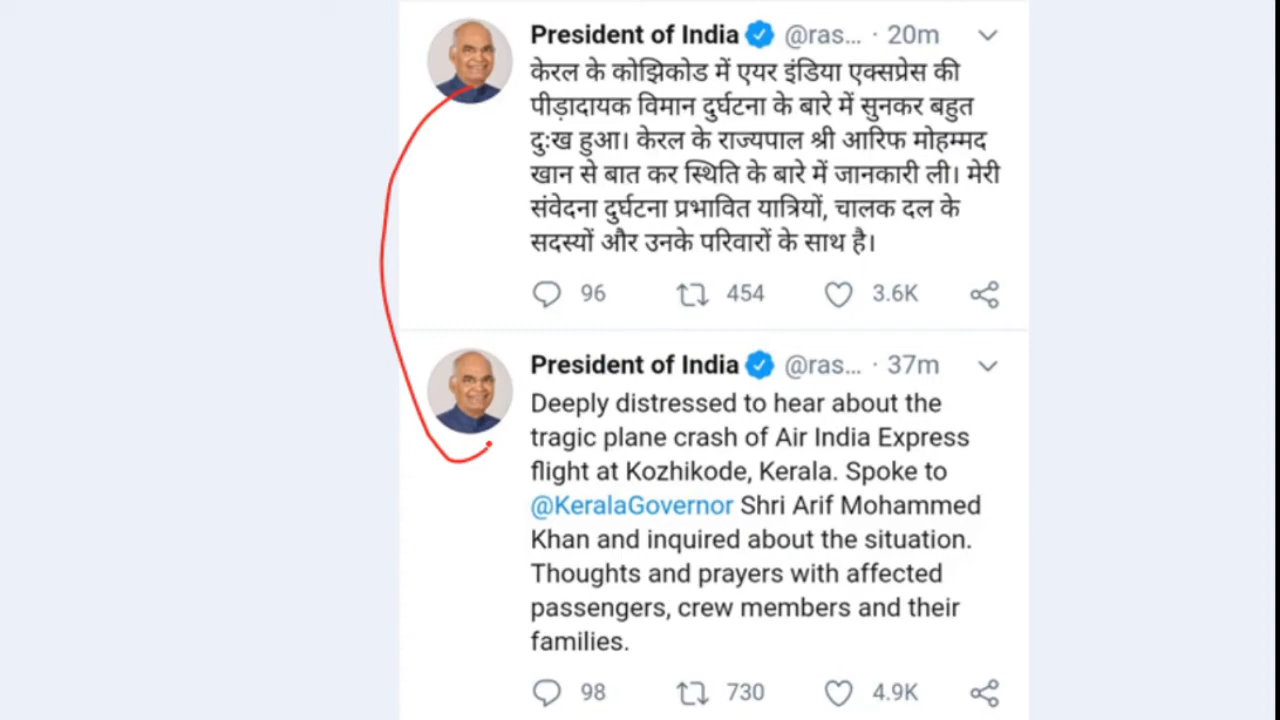 President of India @ras... · 20m
केरल के कोझिकोड में एयर इंडिया एक्सप्रेस की
पीड़ादायक विमान दुर्घटना के बारे में सुनकर बहुत
दुःख हुआ। केरल के राज्यपाल श्री आरिफ मोहम्मद
खान से बात कर स्थिति के बारे में जानकारी ली। मेरी
संवेदना दुर्घटना प्रभावित यात्रियों, चालक दल के
सदस्यों और उनके परिवारों के साथ है।
96 454 3.6K
President of India @ras... · 37m
Deeply distressed to hear about the
tragic plane crash of Air India Express
flight at Kozhikode, Kerala. Spoke to
@KeralaGovernor Shri Arif Mohammed
Khan and inquired about the situation.
Thoughts and prayers with affected
passengers, crew members and their
families.
98 730 4.9K